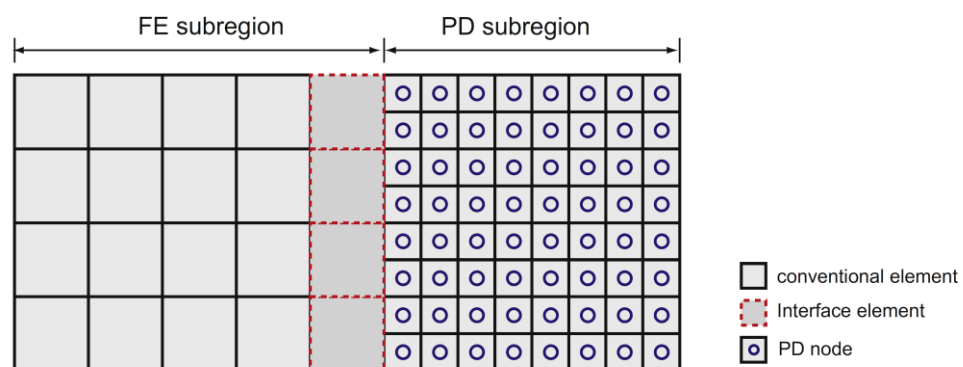 FE subregion
PD subregion
conventional element
Interface element
PD node